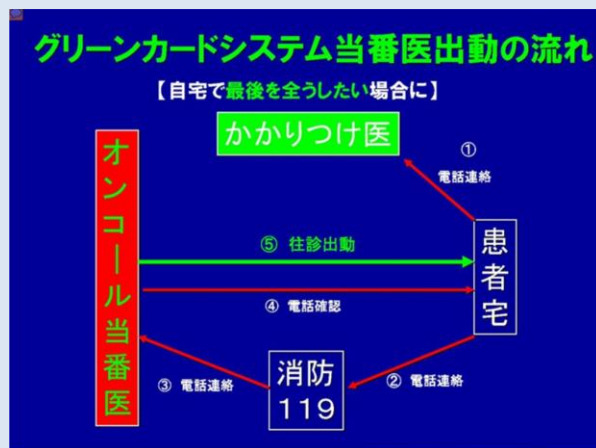 グリーンカードシステム当番医出動の流れ
【自宅で最後を全うしたい場合に】
かかりつけ医
①
電話連絡
オンコール当番医
⑤ 往診出動
患者宅
④ 電話確認
③ 電話連絡
消防
119
② 電話連絡